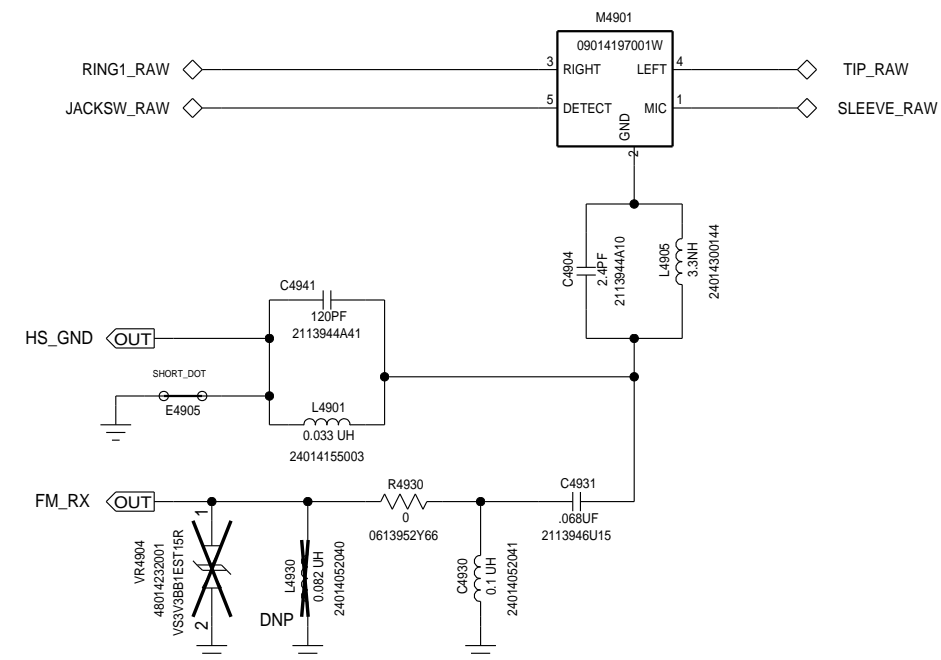 M4901
09014197001W
RING1_RAW
3
RIGHT
LEFT
4
TIP_RAW
JACKSW_RAW
5
DETECT
MIC
1
SLEEVE_RAW
GND
2
C4904
2.4PF
2113944A10
L4905
3.3NH
24014300144
C4941
120PF
2113944A41
HS_GND
OUT
SHORT_DOT
E4905
L4901
0.033 UH
24014155003
FM_RX
OUT
R4930
0
0613952Y66
C4931
.068UF
2113946U15
1
VR4904
48014232001
VS3V3BB1EST15R
2
L4930
0.082 UH
24014052040
DNP
C4930
0.1 UH
24014052041